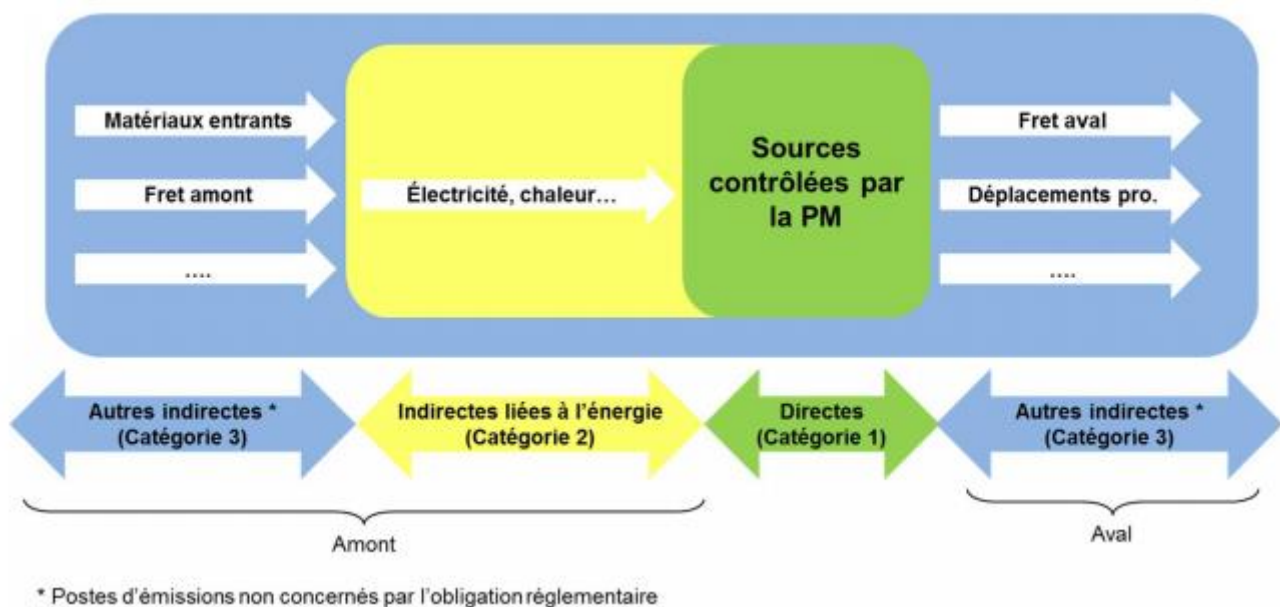 Matériaux entrants
Fret amont
….
Électricité, chaleur…
Sources
contrôlées par
la PM
Fret aval
Déplacements pro.
….
Autres indirectes *
(Catégorie 3)
Indirectes liées à l’énergie
(Catégorie 2)
Directes
(Catégorie 1)
Autres indirectes *
(Catégorie 3)
Amont
Aval
* Postes d’émissions non concernés par l’obligation réglementaire